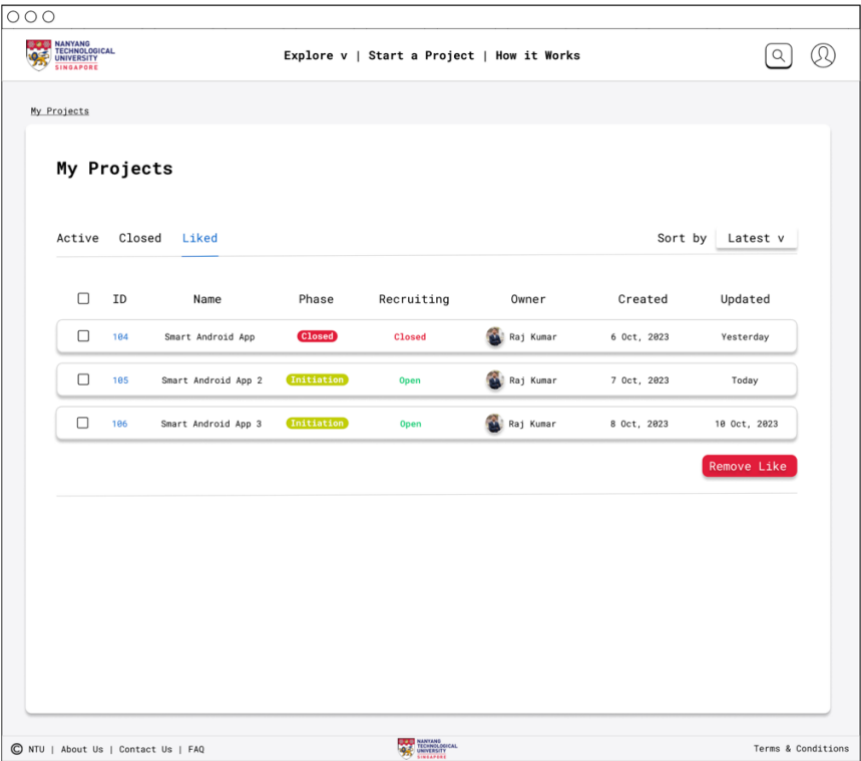 NANYANG
TECHNOLOGICAL
UNIVERSITY
SINGAPORE
Explore v | Start a Project | How it Works
My Projects
My Projects
Active Closed Liked
Sort by Latest v
ID Name Phase Recruiting Owner Created Updated
104 Smart Android App Closed Closed Raj Kumar 6 Oct, 2023 Yesterday
105 Smart Android App 2 Initiation Open Raj Kumar 7 Oct, 2023 Today
106 Smart Android App 3 Initiation Open Raj Kumar 8 Oct, 2023 10 Oct, 2023
Remove Like
© NTU | About Us | Contact Us | FAQ
NANYANG
TECHNOLOGICAL
UNIVERSITY
SINGAPORE
Terms & Conditions